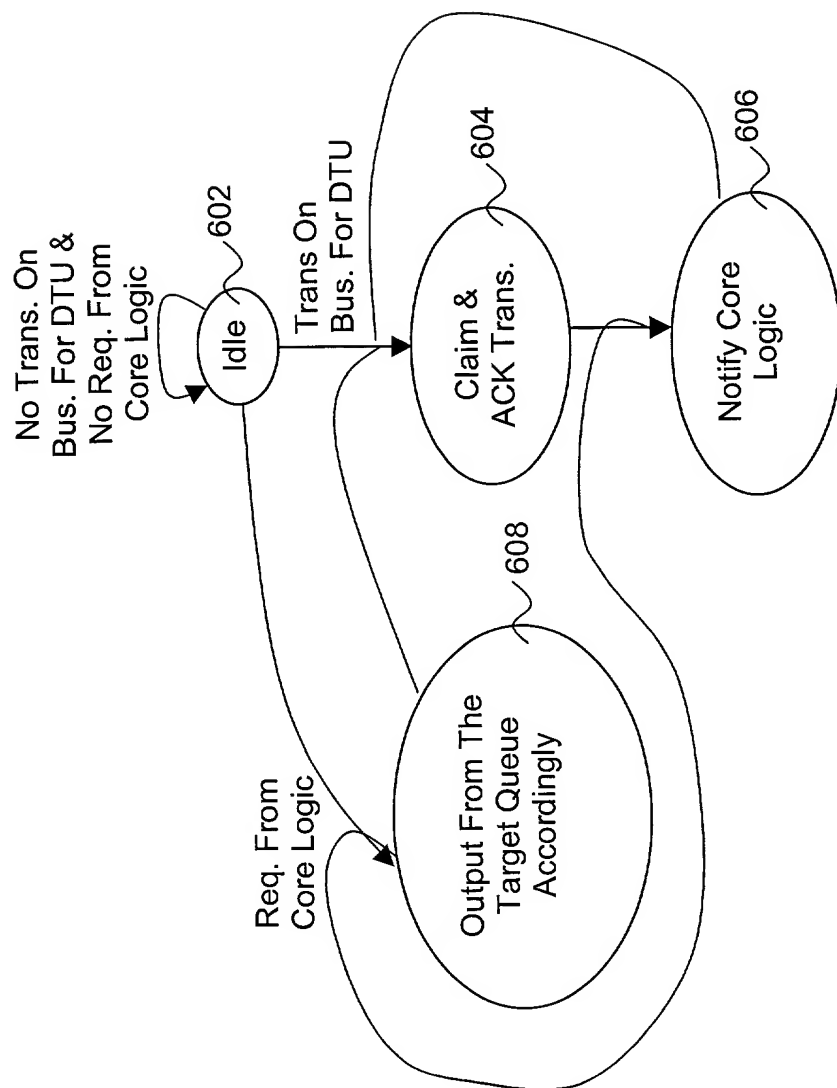 No Trans. On
Bus. For DTU &
No Req. From
Core Logic
602
Idle
Trans On
Bus. For DTU
604
Claim &
ACK Trans.
606
Notify Core
Logic
Req. From
Core Logic
608
Output From The
Target Queue
Accordingly